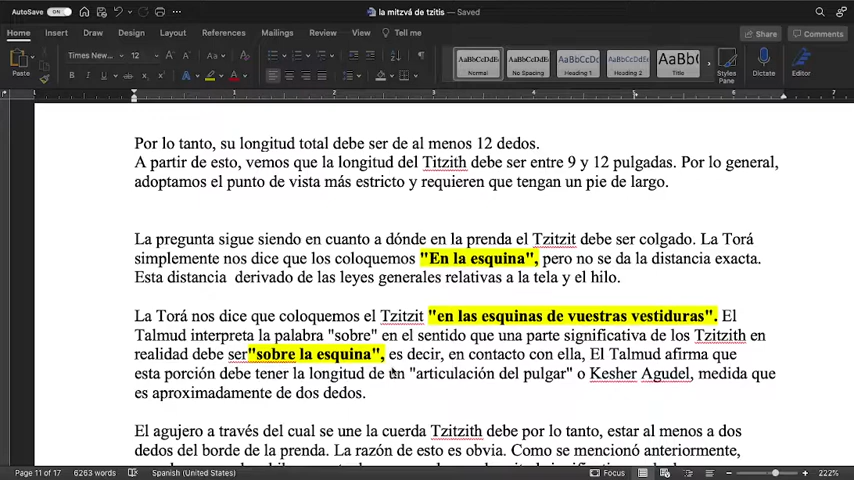 AutoSave ON la mitzvá de tzitis — Saved
Home Insert Draw Design Layout References Mailings Review View Tell me Share Comments
Paste Times New... 12 AaBbCcDdEe AaBbCcDdEe AaBbCcDc AaBbCcDdEe AaBbC Styles Pane Dictate Editor
Normal No Spacing Heading 1 Heading 2 Title
Por lo tanto, su longitud total debe ser de al menos 12 dedos.
A partir de esto, vemos que la longitud del Titzith debe ser entre 9 y 12 pulgadas. Por lo general,
adoptamos el punto de vista más estricto y requieren que tengan un pie de largo.
La pregunta sigue siendo en cuanto a dónde en la prenda el Tzitzit debe ser colgado. La Torá
simplemente nos dice que los coloquemos "En la esquina", pero no se da la distancia exacta.
Esta distancia derivado de las leyes generales relativas a la tela y el hilo.
La Torá nos dice que coloquemos el Tzitzit "en las esquinas de vuestras vestiduras". El
Talmud interpreta la palabra "sobre" en el sentido que una parte significativa de los Tzitzith en
realidad debe ser"sobre la esquina", es decir, en contacto con ella, El Talmud afirma que
esta porción debe tener la longitud de en "articulación del pulgar" o Kesher Agudel, medida que
es aproximadamente de dos dedos.
El agujero a través del cual se une la cuerda Tzitzith debe por lo tanto, estar al menos a dos
dedos del borde de la prenda. La razón de esto es obvia. Como se mencionó anteriormente,
Page 11 of 17 6263 words Spanish (United States) Focus 222%